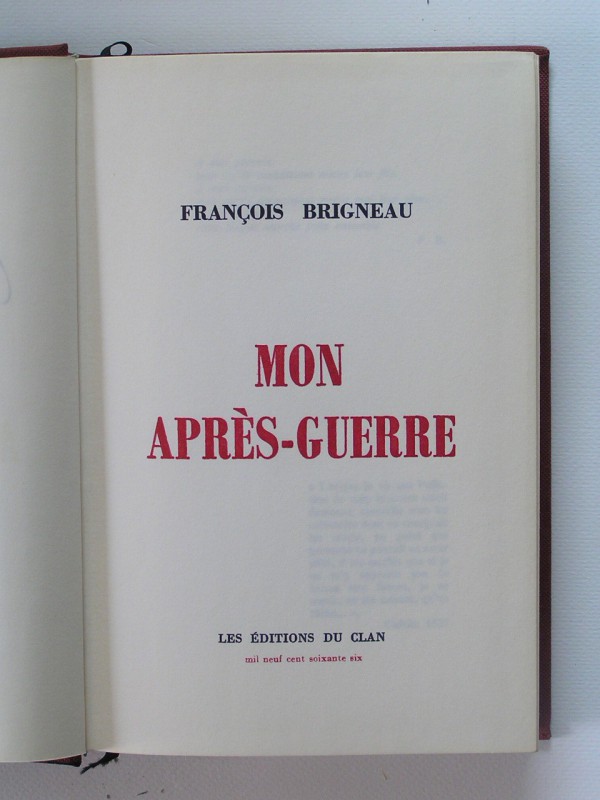 FRANÇOIS BRIGNEAU
MON
APRÈS-GUERRE
LES ÉDITIONS DU CLAN
mil neuf cent soixante six